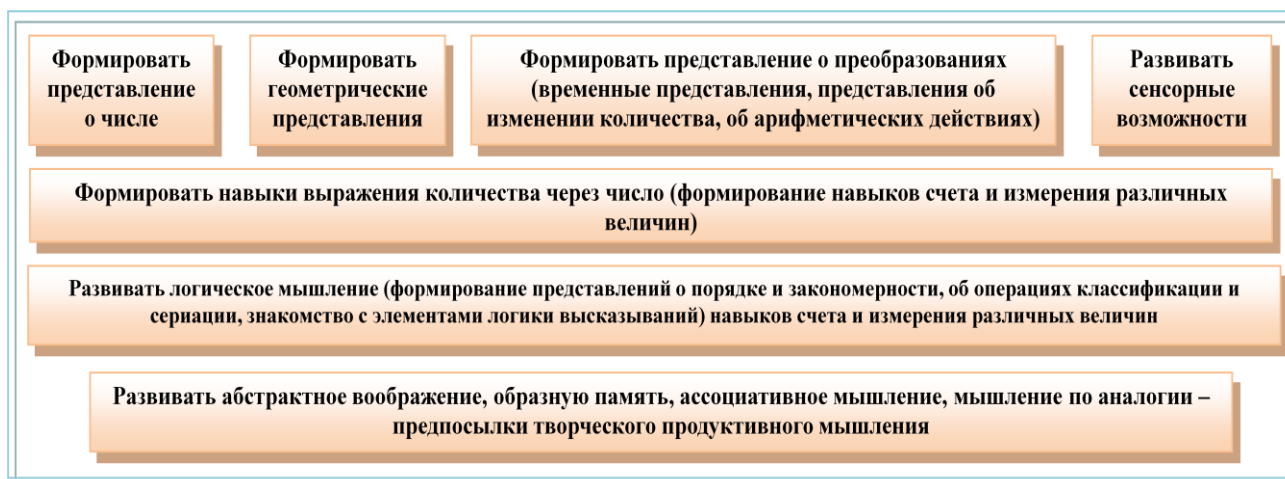 Формировать
представление
о числе
Формировать
геометрические
представления
Формировать представление о преобразованиях
(временные представления, представления об
изменении количества, об арифметических действиях)
Развивать
сенсорные
возможности
Формировать навыки выражения количества через число (формирование навыков счета и измерения различных
величин)
Развивать логическое мышление (формирование представлений о порядке и закономерности, об операциях классификации и
сериации, знакомство с элементами логики высказываний) навыков счета и измерения различных величин
Развивать абстрактное воображение, образную память, ассоциативное мышление, мышление по аналогии –
предпосылки творческого продуктивного мышления